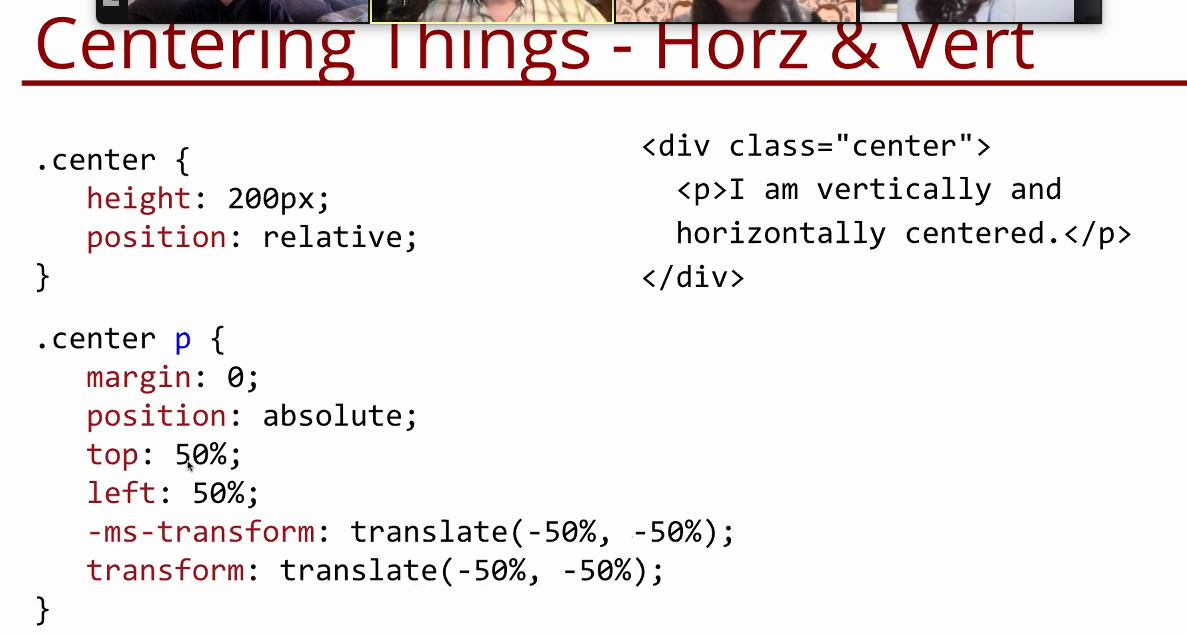 Centering Things - Horz & Vert
.center {
height: 200px;
position: relative;
}
.center p {
margin: 0;
position: absolute;
top: 50%;
left: 50%;
-ms-transform: translate(-50%, -50%);
transform: translate(-50%, -50%);
}
<div class="center">
<p>I am vertically and
horizontally centered.</p>
</div>